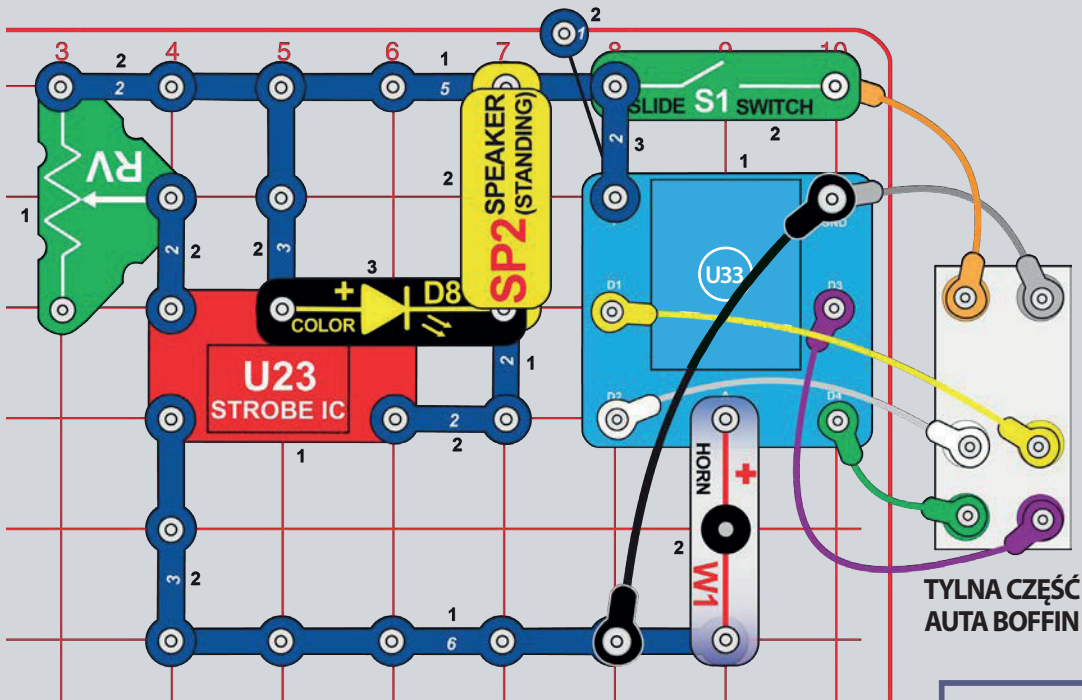 3 4 5 6 7 8 9 10
2
2
2
1
5
2
1
SLIDE S1 SWITCH
2
2
3
1
RV
1
2
2
2
3
2
SP2 SPEAKER (STANDING)
3
+ D8
COLOR
U23
STROBE IC
1
2
1
2
2
U33
GND
D1
D3
D2
A
D4
HORN
+
W1
2
3
2
1
6
TYLNA CZĘŚĆ
AUTA BOFFIN